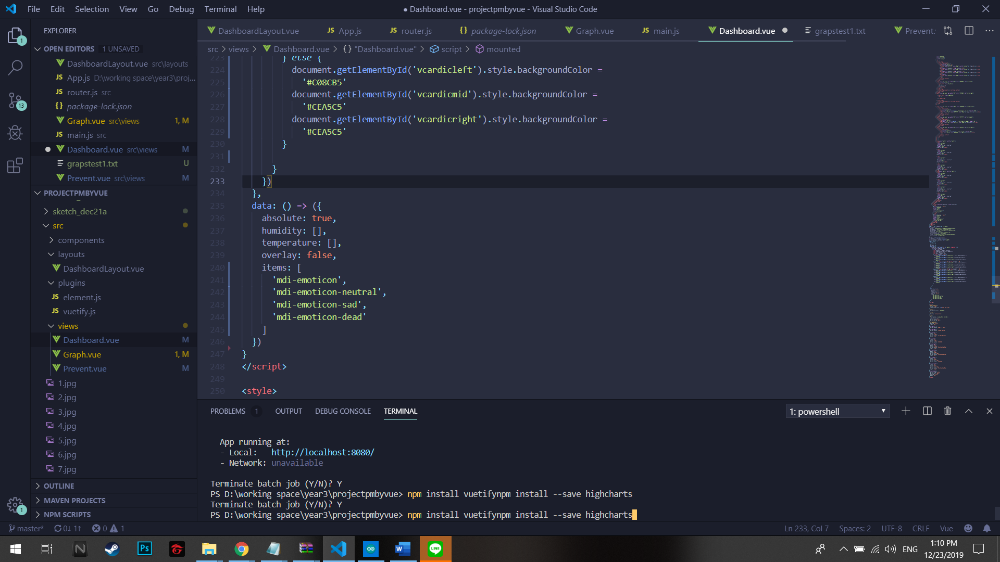 File Edit Selection View Go Debug Terminal Help
● Dashboard.vue - projectpmbyvue - Visual Studio Code
EXPLORER
OPEN EDITORS 1 UNSAVED
DashboardLayout.vue src\layouts
JS App.js D:\working space\year3\proj...
JS router.js src
{} package-lock.json
Graph.vue src\views 1, M
JS main.js src
Dashboard.vue src\views M
grapstest1.txt U
Prevent.vue src\views M
PROJECTPMBYVUE
sketch_dec21a
src
components
layouts
DashboardLayout.vue
plugins
JS element.js
JS vuetify.js
views
Dashboard.vue M
Graph.vue 1, M
Prevent.vue M
1.jpg
2.jpg
3.jpg
4.jpg
5.jpg
6.jpg
7.jpg
OUTLINE
MAVEN PROJECTS
NPM SCRIPTS
1
13
1
DashboardLayout.vue JS App.js JS router.js {} package-lock.json Graph.vue JS main.js Dashboard.vue grapstest1.txt Prevent.
src > views > Dashboard.vue > {} "Dashboard.vue" > script > mounted
223 } else {
224 document.getElementById('vcardicleft').style.backgroundColor =
225 '#C08CB5'
226 document.getElementById('vcardicmid').style.backgroundColor =
227 '#CEA5C5'
228 document.getElementById('vcardicright').style.backgroundColor =
229 '#CEA5C5'
230 }
231
232 }
233 })
234 },
235 data: () => ({
236 absolute: true,
237 humidity: [],
238 temperature: [],
239 overlay: false,
240 items: [
241 'mdi-emoticon',
242 'mdi-emoticon-neutral',
243 'mdi-emoticon-sad',
244 'mdi-emoticon-dead'
245 ]
246 })
247 }
248 </script>
249
250 <style>
PROBLEMS 1 OUTPUT DEBUG CONSOLE TERMINAL
1: powershell
App running at:
- Local: http://localhost:8080/
- Network: unavailable
Terminate batch job (Y/N)? Y
PS D:\working space\year3\projectpmbyvue> npm install vuetifynpm install --save highcharts
Terminate batch job (Y/N)? Y
PS D:\working space\year3\projectpmbyvue> npm install vuetifynpm install --save highcharts
master* 0↓ 1↑ 0 1
Ln 233, Col 7 Spaces: 2 UTF-8 CRLF Vue
N Ps W LINE
ENG
1:10 PM
12/23/2019